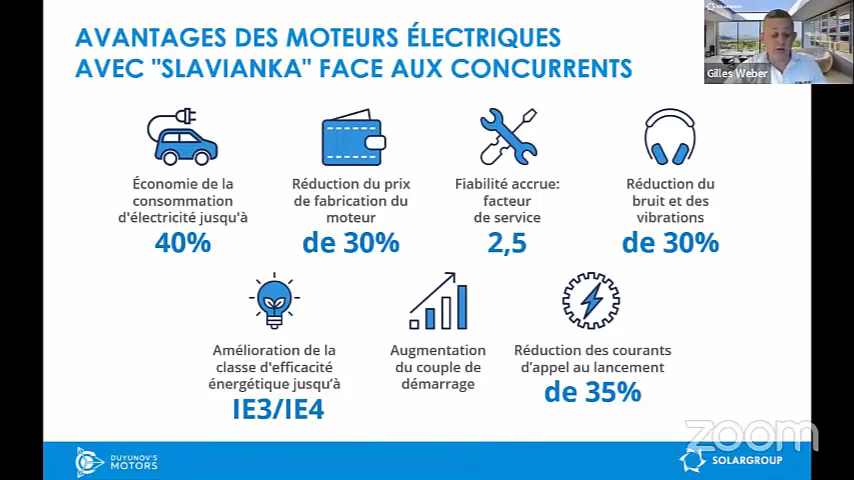 AVANTAGES DES MOTEURS ÉLECTRIQUES
AVEC "SLAVIANKA" FACE AUX CONCURRENTS
SOLARGROUP
Gilles Weber
Économie de la
consommation
d'électricité jusqu'à
40%
Réduction du prix
de fabrication du
moteur
de 30%
Fiabilité accrue:
facteur
de service
2,5
Réduction du
bruit et des
vibrations
de 30%
Amélioration de la
classe d'efficacité
énergétique jusqu'à
IE3/IE4
Augmentation
du couple de
démarrage
Réduction des courants
d'appel au lancement
de 35%
zoom
DUYUNOV'S
MOTORS
SOLARGROUP